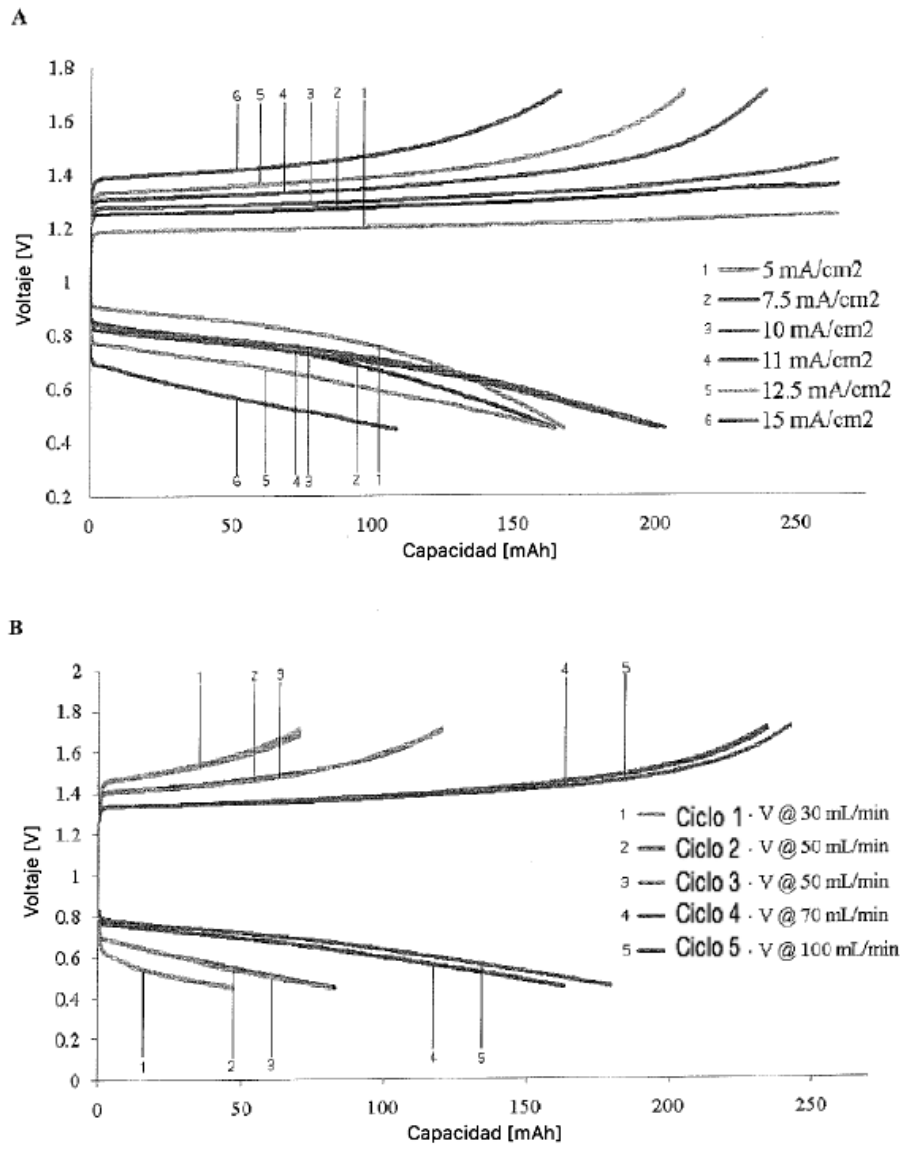 A
1.8
1.6
1.4
1.2
1
0.8
0.6
0.4
0.2
Voltaje [V]
6 5 4 3 2 1
1 5 mA/cm2
2 7.5 mA/cm2
3 10 mA/cm2
4 11 mA/cm2
5 12.5 mA/cm2
6 15 mA/cm2
6 5 4 3 2 1
0 50 100 150 200 250
Capacidad [mAh]
B
2
1.8
1.6
1.4
1.2
1
0.8
0.6
0.4
0.2
0
Voltaje [V]
1 2 3 4 5
1 Ciclo 1 · V @ 30 mL/min
2 Ciclo 2 · V @ 50 mL/min
3 Ciclo 3 · V @ 50 mL/min
4 Ciclo 4 · V @ 70 mL/min
5 Ciclo 5 · V @ 100 mL/min
1 2 3 4 5
0 50 100 150 200 250
Capacidad [mAh]